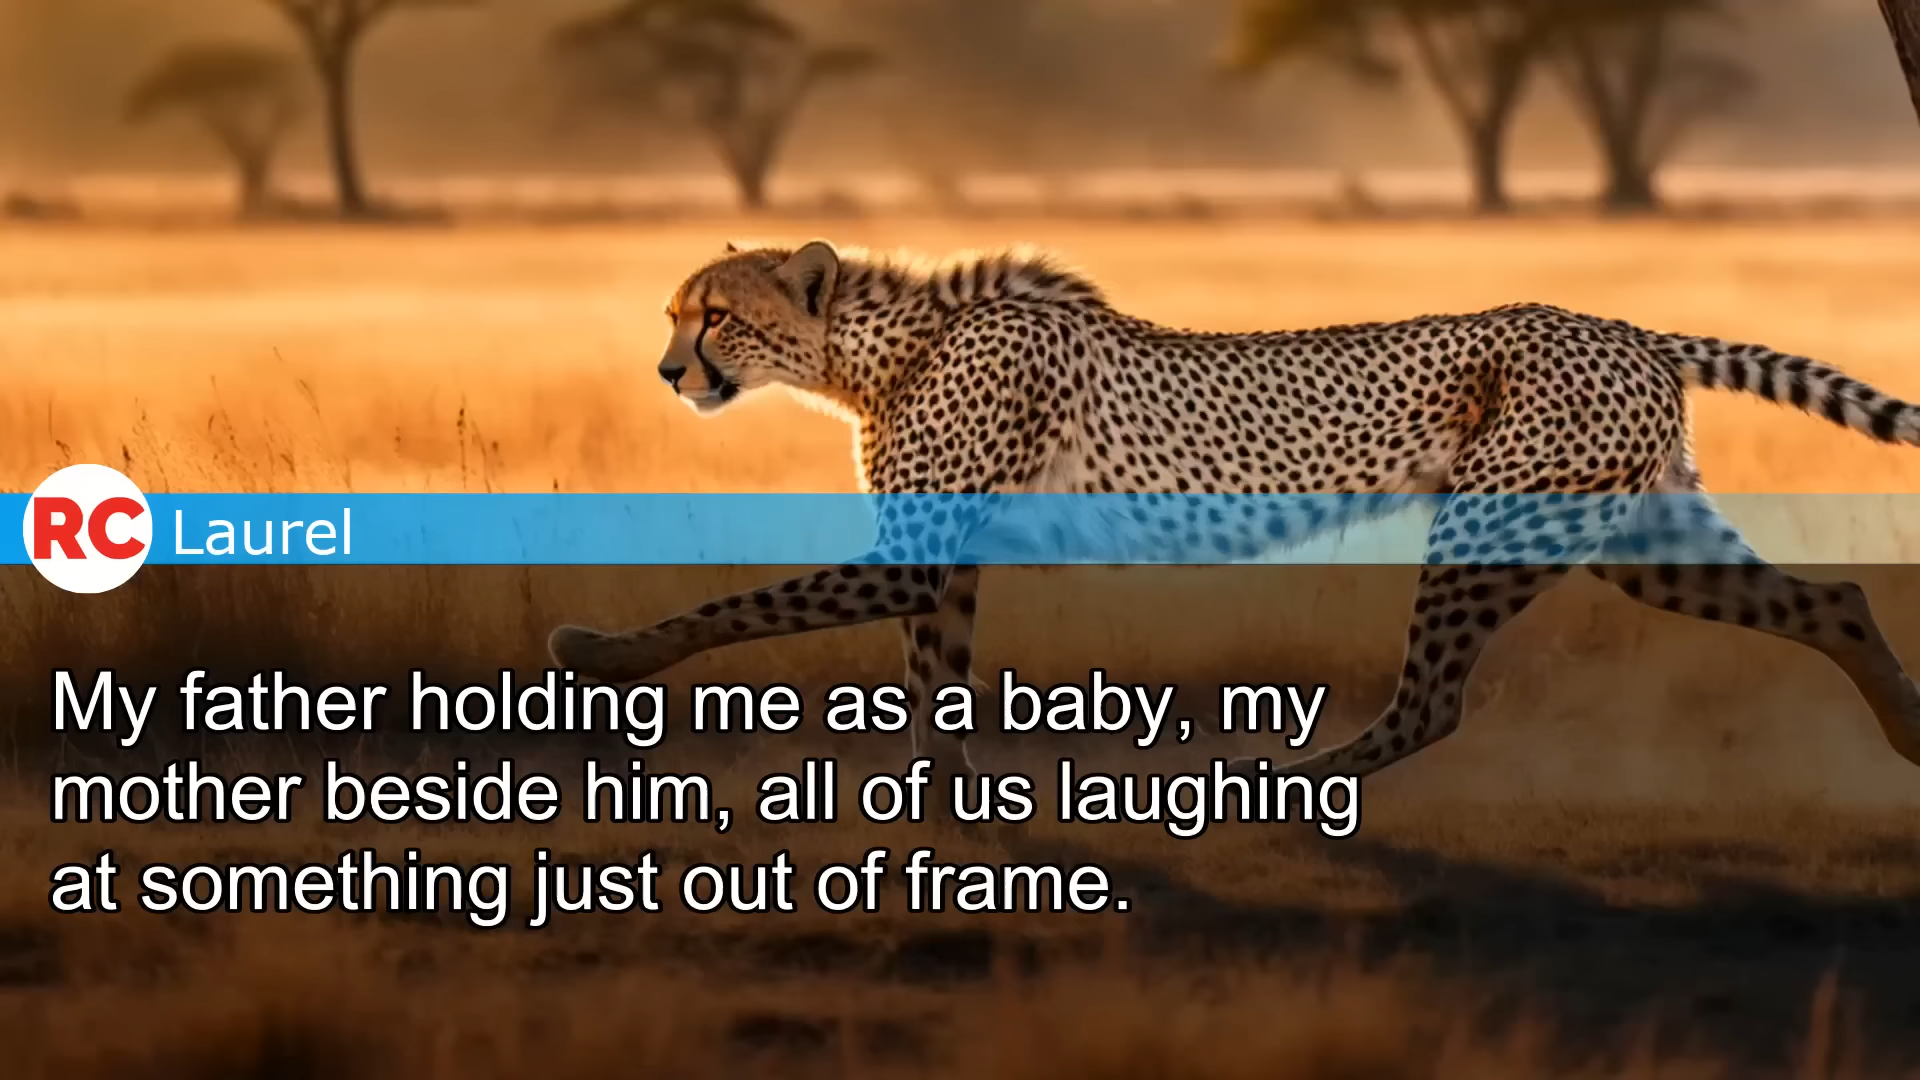 RC Laurel
My father holding me as a baby, my
mother beside him, all of us laughing
at something just out of frame.